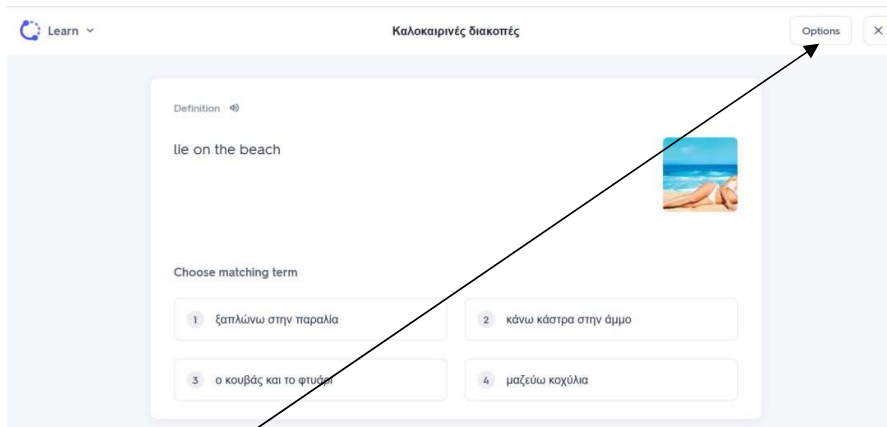 Learn
Καλοκαιρινές διακοπές
Options
Definition
lie on the beach
Choose matching term
1 ξαπλώνω στην παραλία
2 κάνω κάστρα στην άμμο
3 ο κουβάς και το φτυάρι
4 μαζεύω κοχύλια